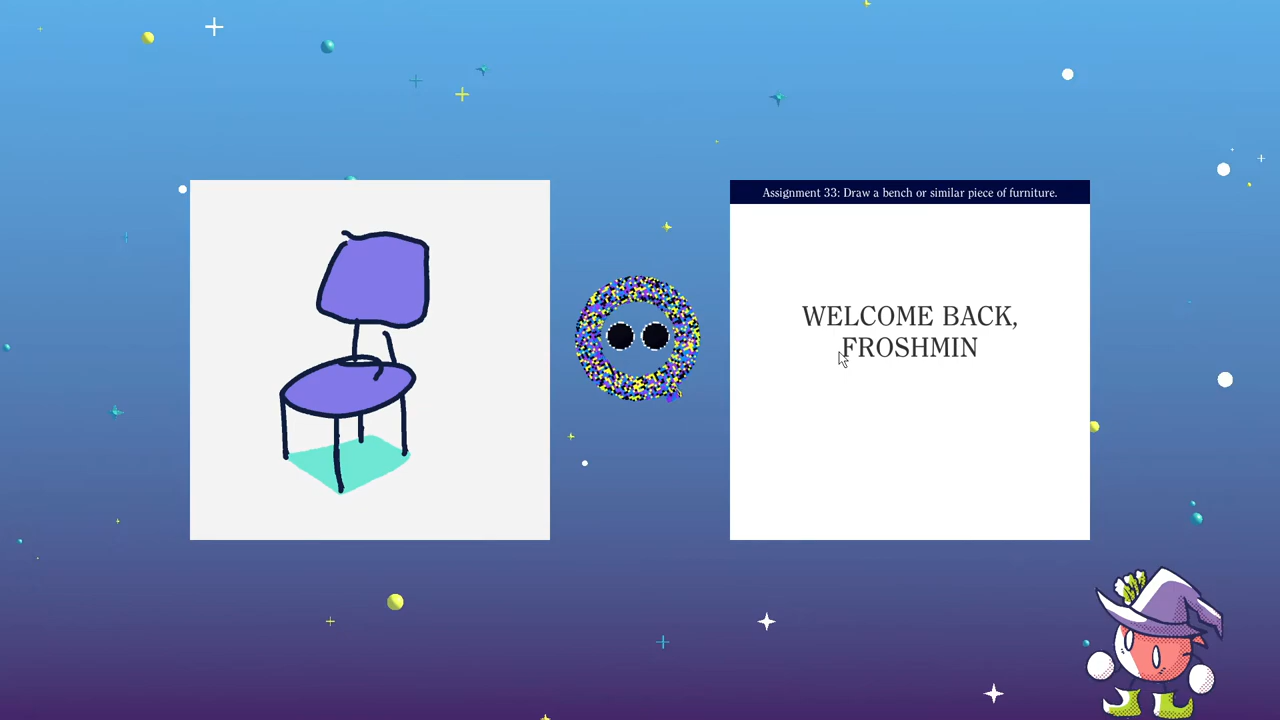 Assignment 33: Draw a bench or similar piece of furniture.
WELCOME BACK,
FROSHMIN